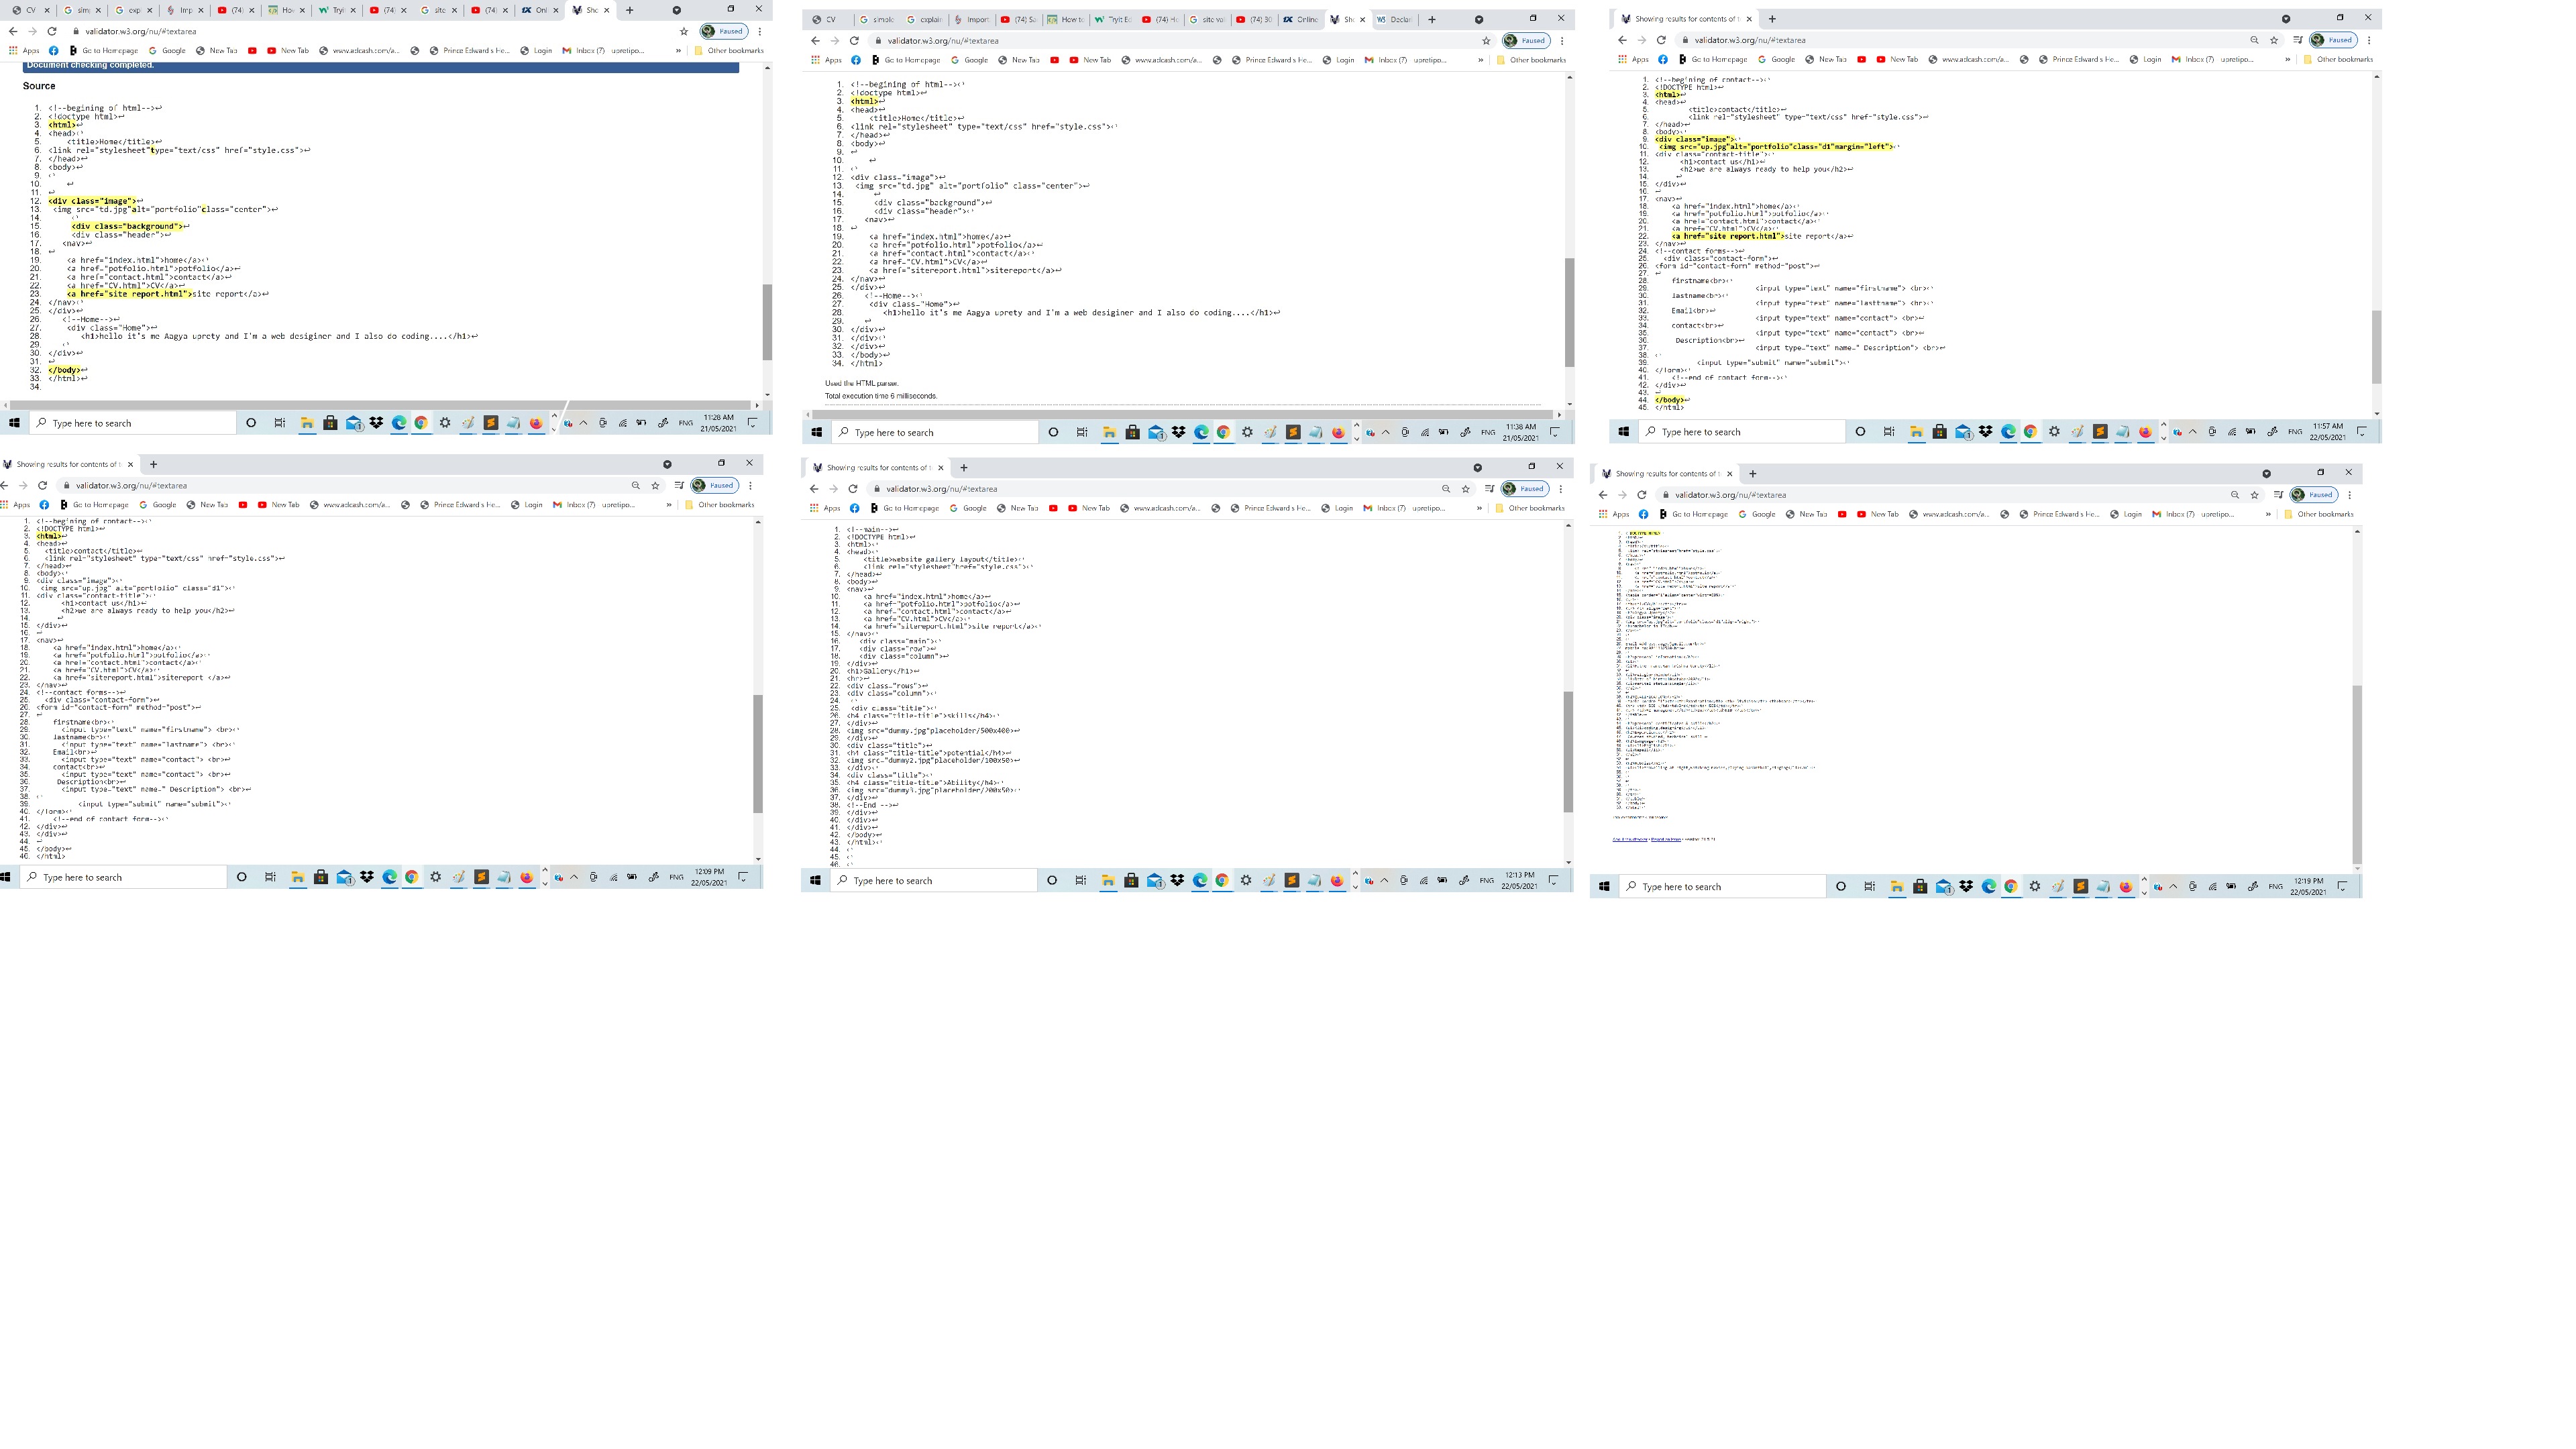 CV sim exp Imp (74) Ho Tryi (74) site (74) Onl Sho
validator.w3.org/nu/#textarea Paused
Apps Go to Homepage Google New Tab New Tab www.adcash.com/a... Prince Edward's He... Login Inbox (7) upretipo... » Other bookmarks
Document checking completed.
Source
1. <!--begining of html-->↩
2. <!doctype html>↩
3. <html>↩
4. <head>↩
5. <title>Home</title>↩
6. <link rel="stylesheet"type="text/css" href="style.css">↩
7. </head>↩
8. <body>↩
9. ↩
10. ↩
11. ↩
12. <div class="image">↩
13. <img src="td.jpg"alt="portfolio"class="center">↩
14. ↩
15. <div class="background">↩
16. <div class="header">↩
17. <nav>↩
18. ↩
19. <a href="index.html">home</a>↩
20. <a href="potfolio.html">potfolio</a>↩
21. <a href="contact.html">contact</a>↩
22. <a href="CV.html">CV</a>↩
23. <a href="site report.html">site report</a>↩
24. </nav>↩
25. </div>↩
26. <!--Home-->↩
27. <div class="Home">↩
28. <h1>hello it's me Aagya uprety and I'm a web desiginer and I also do coding....</h1>↩
29. ↩
30. </div>↩
31. ↩
32. </body>↩
33. </html>↩
34.
Type here to search ENG 11:28 AM 21/05/2021
CV simple explain Import (74) Sa How to Tryit Ec (74) H site val (74) 30 Online Sho Declar
validator.w3.org/nu/#textarea Paused
Apps Go to Homepage Google New Tab New Tab www.adcash.com/a... Prince Edward's He... Login Inbox (7) upretipo... » Other bookmarks
1. <!--begining of html-->↩
2. <!doctype html>↩
3. <html>↩
4. <head>↩
5. <title>Home</title>↩
6. <link rel="stylesheet" type="text/css" href="style.css">↩
7. </head>↩
8. <body>↩
9. ↩
10. ↩
11. ↩
12. <div class="image">↩
13. <img src="td.jpg" alt="portfolio" class="center">↩
14. ↩
15. <div class="background">↩
16. <div class="header">↩
17. <nav>↩
18. ↩
19. <a href="index.html">home</a>↩
20. <a href="potfolio.html">potfolio</a>↩
21. <a href="contact.html">contact</a>↩
22. <a href="CV.html">CV</a>↩
23. <a href="sitereport.html">sitereport</a>↩
24. </nav>↩
25. </div>↩
26. <!--Home-->↩
27. <div class="Home">↩
28. <h1>hello it's me Aagya uprety and I'm a web desiginer and I also do coding....</h1>↩
29. ↩
30. </div>↩
31. </div>↩
32. </div>↩
33. </body>↩
34. </html>
Used the HTML parser.
Total execution time 6 milliseconds.
Type here to search ENG 11:38 AM 21/05/2021
Showing results for contents of t
validator.w3.org/nu/#textarea Paused
Apps Go to Homepage Google New Tab New Tab www.adcash.com/a... Prince Edward's He... Login Inbox (7) upretipo... » Other bookmarks
1. <!--begining of contact-->↩
2. <!DOCTYPE html>↩
3. <html>↩
4. <head>↩
5. <title>contact</title>↩
6. <link rel="stylesheet" type="text/css" href="style.css">↩
7. </head>↩
8. <body>↩
9. <div class="image">↩
10. <img src="up.jpg"alt="portfolio"class="d1"margin="left">↩
11. <div class="contact-title">↩
12. <h1>contact us</h1>↩
13. <h2>we are always ready to help you</h2>↩
14. ↩
15. </div>↩
16. ↩
17. <nav>↩
18. <a href="index.html">home</a>↩
19. <a href="potfolio.html">potfolio</a>↩
20. <a href="contact.html">contact</a>↩
21. <a href="CV.html">CV</a>↩
22. <a href="site report.html">site report</a>↩
23. </nav>↩
24. <!--contact forms-->↩
25. <div class="contact-form">↩
26. <form id="contact-form" method="post">↩
27. ↩
28. firstname<br>↩
29. <input type="text" name="firstname"> <br>↩
30. lastname<br>↩
31. <input type="text" name="lasttname"> <br>↩
32. Email<br>↩
33. <input type="text" name="contact"> <br>↩
34. contact<br>↩
35. <input type="text" name="contact"> <br>↩
36. Description<br>↩
37. <input type="text" name=" Description"> <br>↩
38. ↩
39. <input type="submit" name="submit">↩
40. </form>↩
41. <!--end of contact form-->↩
42. </div>↩
43. ↩
44. </body>↩
45. </html>
Type here to search ENG 11:57 AM 22/05/2021
Showing results for contents of t
validator.w3.org/nu/#textarea Paused
Apps Go to Homepage Google New Tab New Tab www.adcash.com/a... Prince Edward's He... Login Inbox (7) upretipo... » Other bookmarks
1. <!--begining of contact-->↩
2. <!DOCTYPE html>↩
3. <html>↩
4. <head>↩
5. <title>contact</title>↩
6. <link rel="stylesheet" type="text/css" href="style.css">↩
7. </head>↩
8. <body>↩
9. <div class="image">↩
10. <img src="up.jpg" alt="portfolio" class="d1">↩
11. <div class="contact-title">↩
12. <h1>contact us</h1>↩
13. <h2>we are always ready to help you</h2>↩
14. ↩
15. </div>↩
16. ↩
17. <nav>↩
18. <a href="index.html">home</a>↩
19. <a href="potfolio.html">potfolio</a>↩
20. <a href="contact.html">contact</a>↩
21. <a href="CV.html">CV</a>↩
22. <a href="sitereport.html">sitereport </a>↩
23. </nav>↩
24. <!--contact forms-->↩
25. <div class="contact-form">↩
26. <form id="contact-form" method="post">↩
27. ↩
28. firstname<br>↩
29. <input type="text" name="firstname"> <br>↩
30. lastname<br>↩
31. <input type="text" name="lastname"> <br>↩
32. Email<br>↩
33. <input type="text" name="contact"> <br>↩
34. contact<br>↩
35. <input type="text" name="contact"> <br>↩
36. Description<br>↩
37. <input type="text" name=" Description"> <br>↩
38. ↩
39. <input type="submit" name="submit">↩
40. </form>↩
41. <!--end of contact form-->↩
42. </div>↩
43. </div>↩
44. ↩
45. </body>↩
46. </html>
Type here to search ENG 12:09 PM 22/05/2021
Showing results for contents of t
validator.w3.org/nu/#textarea Paused
Apps Go to Homepage Google New Tab New Tab www.adcash.com/a... Prince Edward's He... Login Inbox (7) upretipo... » Other bookmarks
1. <!--main-->↩
2. <!DOCTYPE html>↩
3. <html>↩
4. <head>↩
5. <title>website gallery layout</title>↩
6. <link rel="stylesheet"href="style.css">↩
7. </head>↩
8. <body>↩
9. <nav>↩
10. <a href="index.html">home</a>↩
11. <a href="potfolio.html">potfolio</a>↩
12. <a href="contact.html">contact</a>↩
13. <a href="CV.html">CV</a>↩
14. <a href="sitereport.html">site report</a>↩
15. </nav>↩
16. <div class="main">↩
17. <div class="row">↩
18. <div class="column">↩
19. </div>↩
20. <h1>Gallery</h1>↩
21. <hr>↩
22. <div class="rows">↩
23. <div class="column">↩
24. ↩
25. <div class="title">↩
26. <h4 class="title-title">skills</h4>↩
27. </div>↩
28. <img src="dummy.jpg"placeholder/500x400>↩
29. </div>↩
30. <div class="title">↩
31. <h4 class="title-title">potential</h4>↩
32. <img src="dummy2.jpg"placeholder/100x50>↩
33. </div>↩
34. <div class="title">↩
35. <h4 class="title-title">Ability</h4>↩
36. <img src="dummy3.jpg"placeholder/200x50>↩
37. </div>↩
38. <!--End -->↩
39. </div>↩
40. </div>↩
41. </div>↩
42. </body>↩
43. </html>↩
44. ↩
45. ↩
46. ↩
Type here to search ENG 12:13 PM 22/05/2021
Showing results for contents of t
validator.w3.org/nu/#textarea Paused
Apps Go to Homepage Google New Tab New Tab www.adcash.com/a... Prince Edward's He... Login Inbox (7) upretipo... » Other bookmarks
Type here to search ENG 12:19 PM 22/05/2021